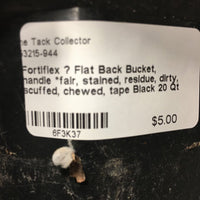 he Tack Collector
3215-944
Fortiflex ? Flat Back Bucket,
handle *fair, stained, residue, dirty,
scuffed, chewed, tape Black 20 Qt
6F3K37
$5.00